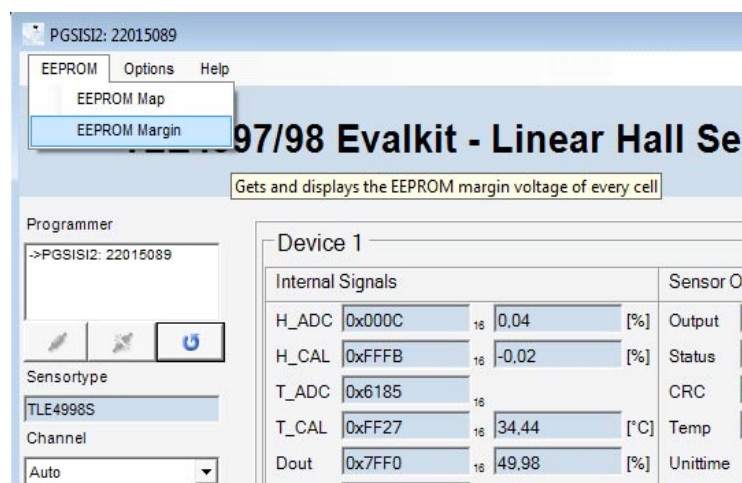 PGSISI2: 22015089
EEPROM Options Help
EEPROM Map
EEPROM Margin
97/98 Evalkit - Linear Hall Se
Gets and displays the EEPROM margin voltage of every cell
Programmer
->PGSISI2: 22015089
Sensortype
TLE4998S
Channel
Auto
Device 1
Internal Signals Sensor O
H_ADC 0x000C 16 0,04 [%] Output
H_CAL 0xFFFB 16 -0,02 [%] Status
T_ADC 0x6185 16 CRC
T_CAL 0xFF27 16 34,44 [°C] Temp
Dout 0x7FF0 16 49,98 [%] Unittime